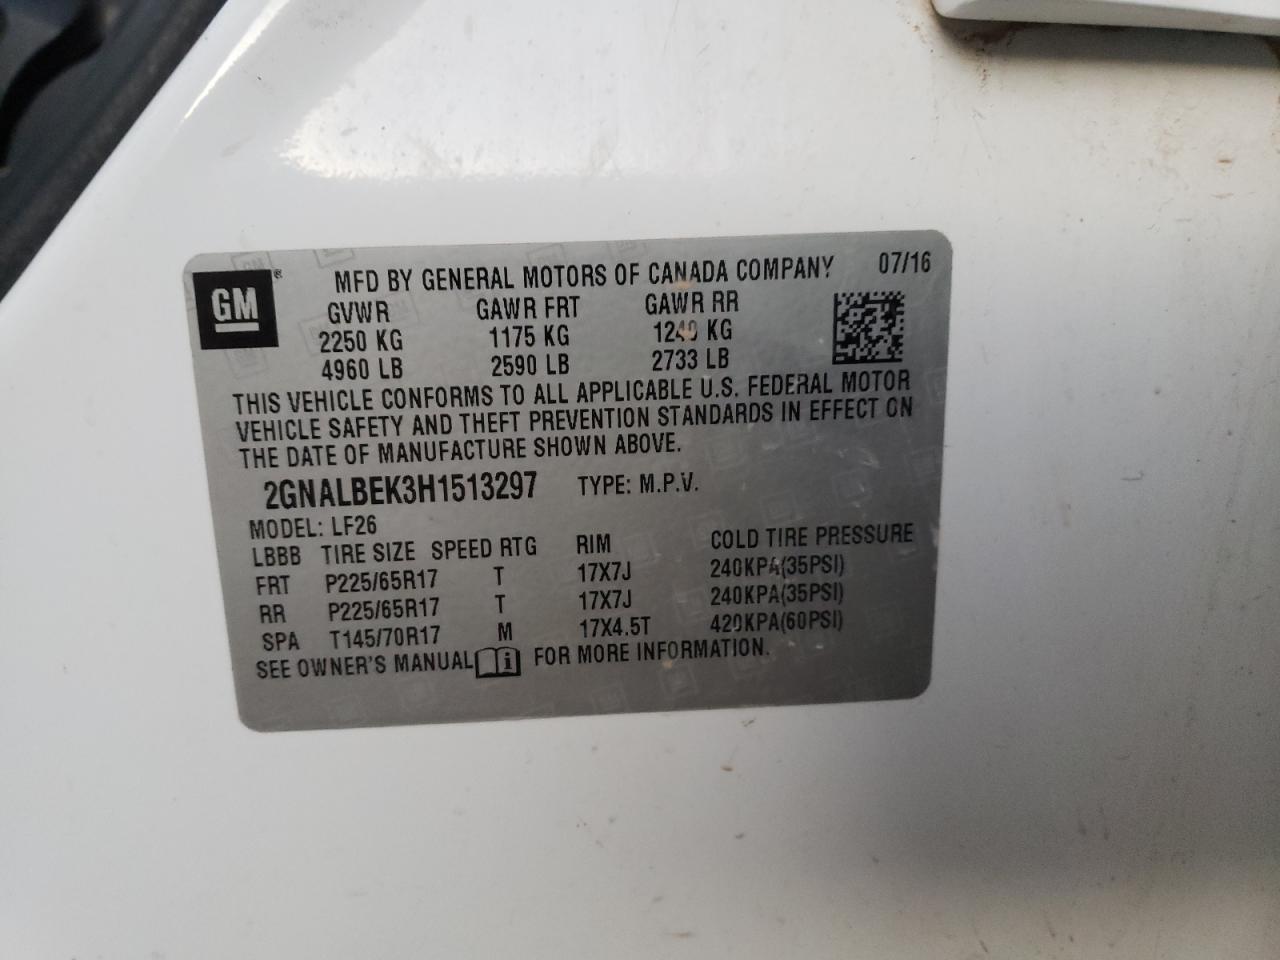 GM ® MFD BY GENERAL MOTORS OF CANADA COMPANY 07/16
GVWR GAWR FRT GAWR RR
2250 KG 1175 KG 1240 KG
4960 LB 2590 LB 2733 LB
THIS VEHICLE CONFORMS TO ALL APPLICABLE U.S. FEDERAL MOTOR
VEHICLE SAFETY AND THEFT PREVENTION STANDARDS IN EFFECT ON
THE DATE OF MANUFACTURE SHOWN ABOVE.
2GNALBEK3H1513297 TYPE: M.P.V.
MODEL: LF26
LBBB TIRE SIZE SPEED RTG RIM COLD TIRE PRESSURE
FRT P225/65R17 T 17X7J 240KPA(35PSI)
RR P225/65R17 T 17X7J 240KPA(35PSI)
SPA T145/70R17 M 17X4.5T 420KPA(60PSI)
SEE OWNER'S MANUAL i FOR MORE INFORMATION.